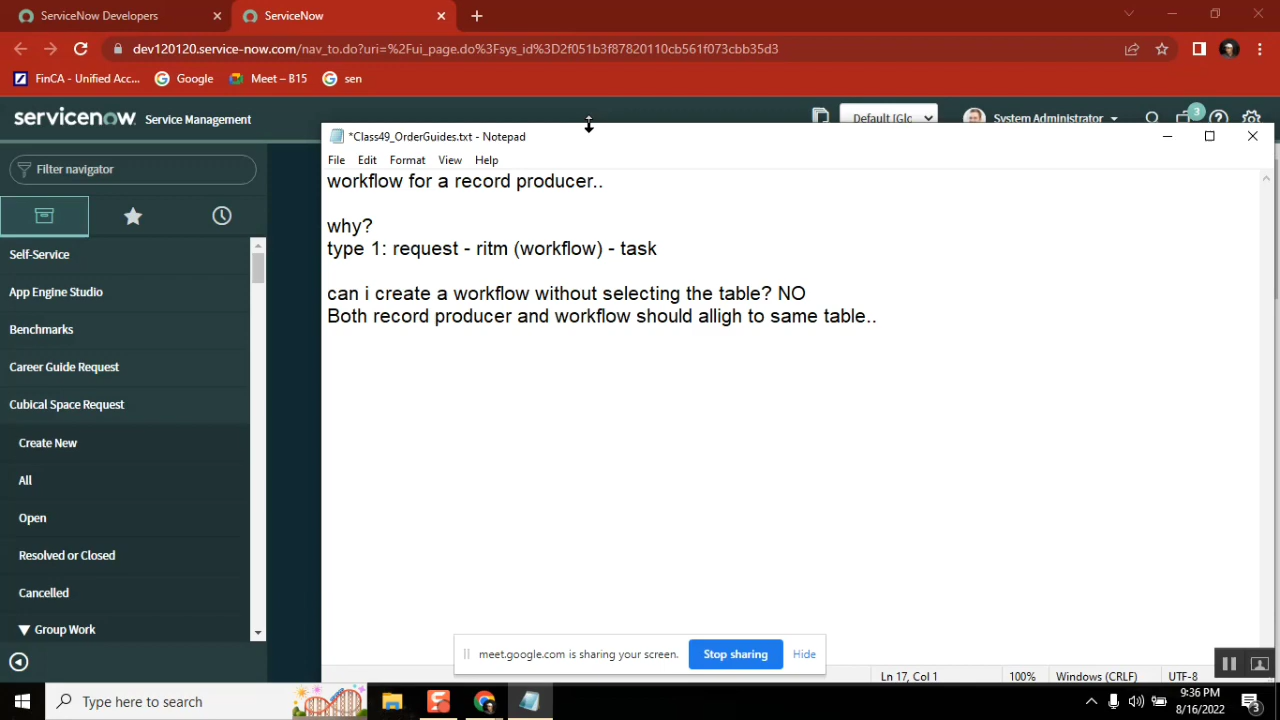 ServiceNow Developers
ServiceNow
dev120120.service-now.com/nav_to.do?uri=%2Fui_page.do%3Fsys_id%3D2f051b3f87820110cb561f073cbb35d3
FinCA - Unified Acc...
Google
Meet – B15
sen
servicenow Service Management
Default [Glc
System Administrator
3
Filter navigator
Self-Service
App Engine Studio
Benchmarks
Career Guide Request
Cubical Space Request
Create New
All
Open
Resolved or Closed
Cancelled
Group Work
*Class49_OrderGuides.txt - Notepad
File Edit Format View Help
workflow for a record producer..
why?
type 1: request - ritm (workflow) - task
can i create a workflow without selecting the table? NO
Both record producer and workflow should alligh to same table..
meet.google.com is sharing your screen.
Stop sharing
Hide
Ln 17, Col 1
100%
Windows (CRLF)
UTF-8
Type here to search
9:36 PM
8/16/2022
3